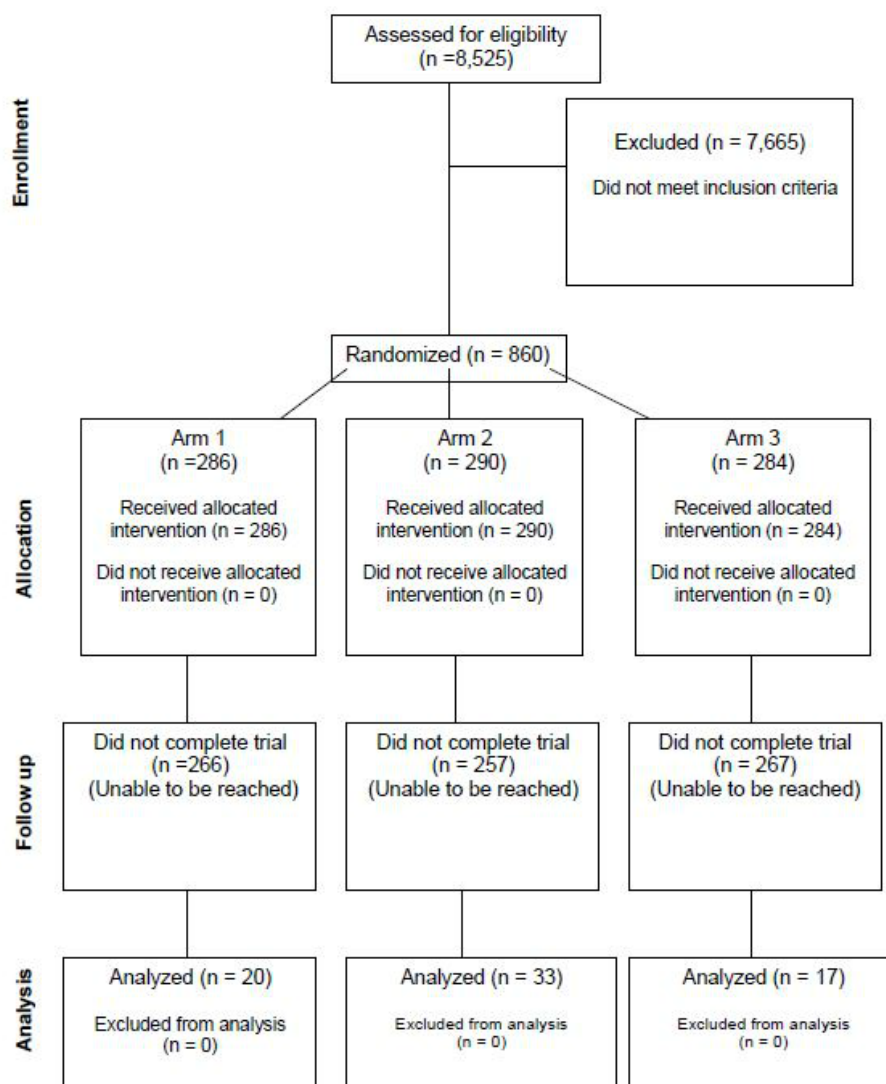 Assessed for eligibility
(n =8,525)
Enrollment
Excluded (n = 7,665)
Did not meet inclusion criteria
Randomized (n = 860)
Allocation
Arm 1
(n =286)
Received allocated
intervention (n = 286)
Did not receive allocated
intervention (n = 0)
Arm 2
(n = 290)
Received allocated
intervention (n = 290)
Did not receive allocated
intervention (n = 0)
Arm 3
(n = 284)
Received allocated
intervention (n = 284)
Did not receive allocated
intervention (n = 0)
Follow up
Did not complete trial
(n =266)
(Unable to be reached)
Did not complete trial
(n = 257)
(Unable to be reached)
Did not complete trial
(n = 267)
(Unable to be reached)
Analysis
Analyzed (n = 20)
Excluded from analysis
(n = 0)
Analyzed (n = 33)
Excluded from analysis
(n = 0)
Analyzed (n = 17)
Excluded from analysis
(n = 0)